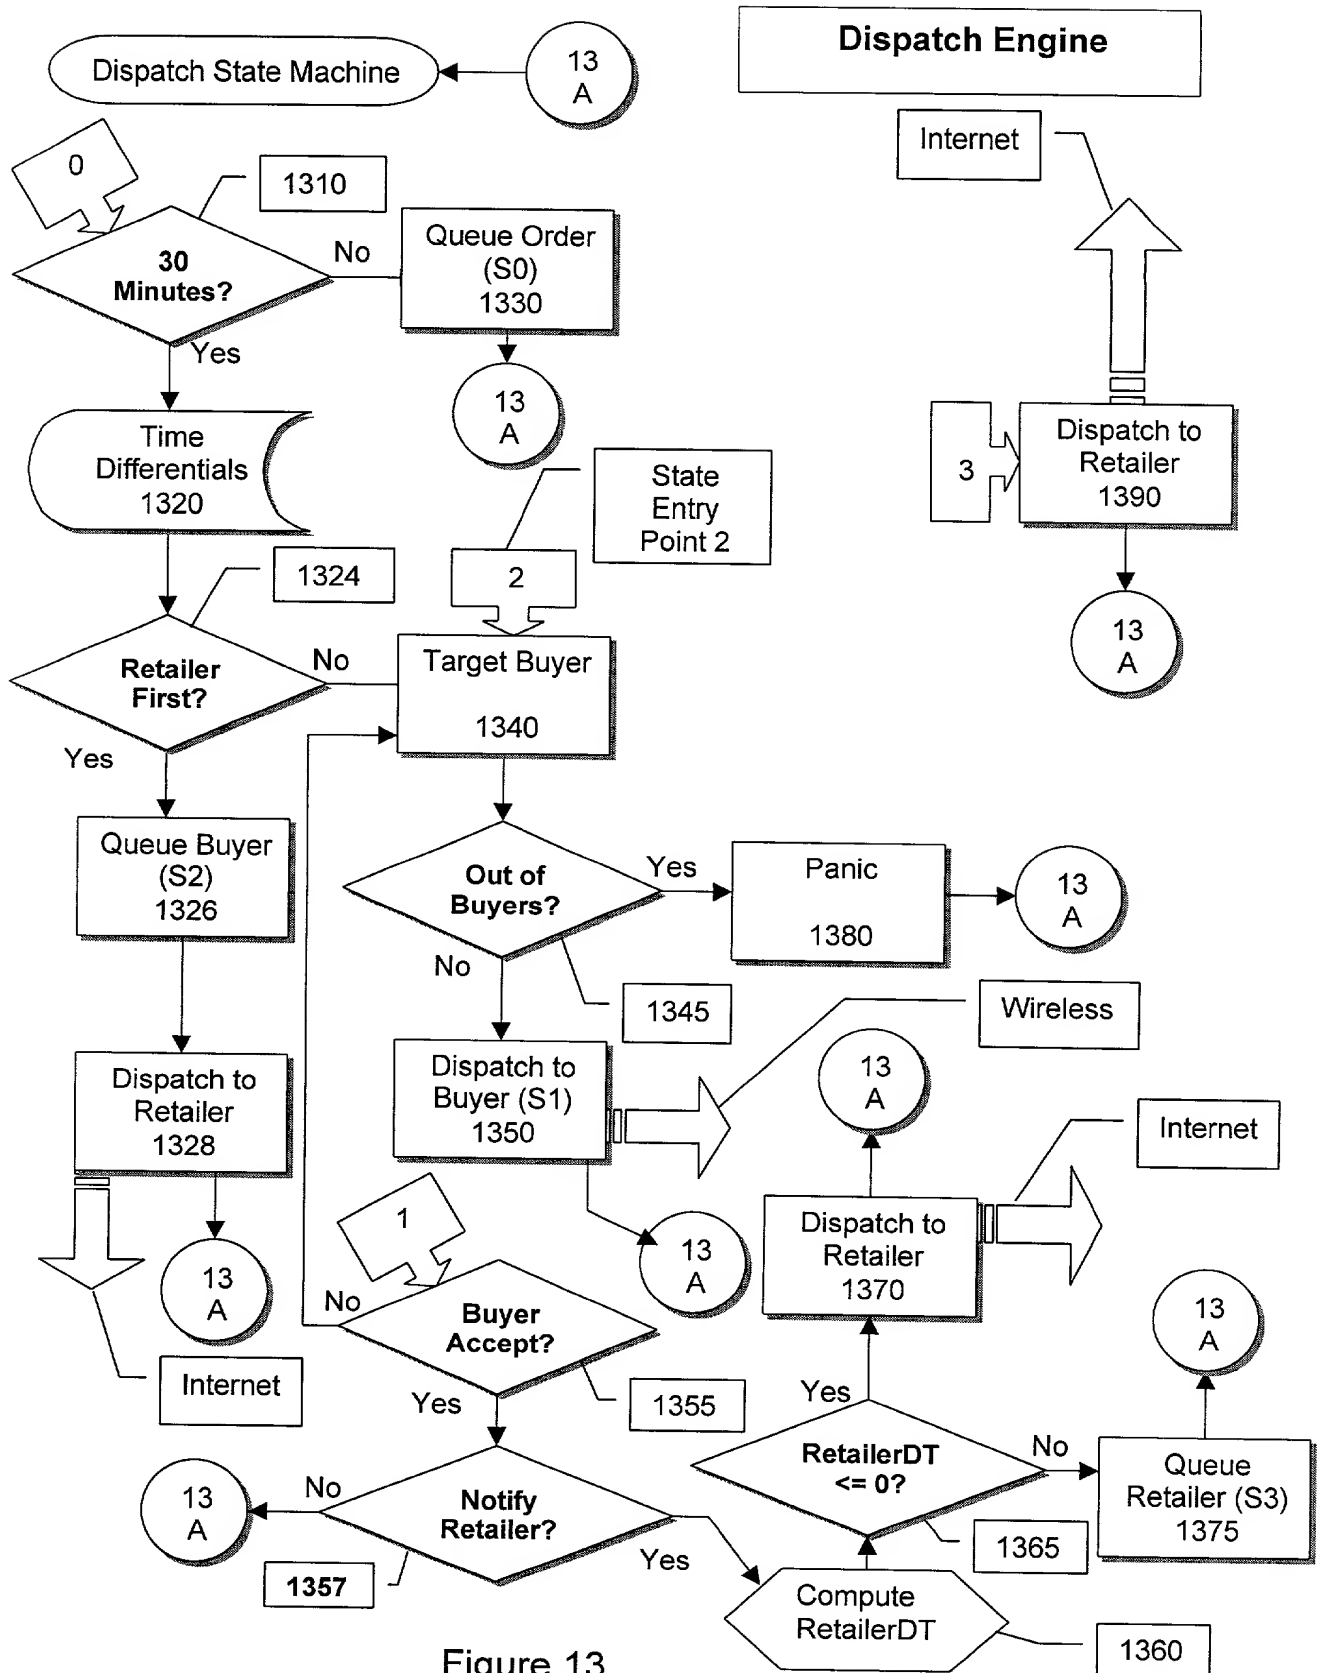 Dispatch Engine
Dispatch State Machine
13
A
Internet
0
1310
30
Minutes?
No
Queue Order
(S0)
1330
Yes
13
A
Time
Differentials
1320
State
Entry
Point 2
3
Dispatch to
Retailer
1390
1324
2
13
A
Retailer
First?
No
Target Buyer
1340
Yes
Queue Buyer
(S2)
1326
Out of
Buyers?
Yes
Panic
1380
13
A
No
1345
Wireless
Dispatch to
Retailer
1328
Dispatch to
Buyer (S1)
1350
13
A
Internet
1
13
A
Dispatch to
Retailer
1370
13
A
No
Buyer
Accept?
13
A
Internet
Yes
1355
Yes
RetailerDT
<= 0?
No
Queue
Retailer (S3)
1375
13
A
No
Notify
Retailer?
Yes
1365
1357
Compute
RetailerDT
1360
Figure 13